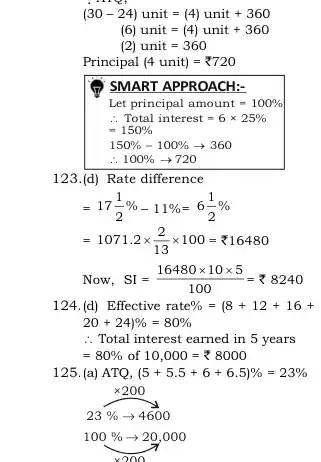 ∴ ATQ,
(30 – 24) unit = (4) unit + 360
(6) unit = (4) unit + 360
(2) unit = 360
Principal (4 unit) = ₹720
SMART APPROACH:-
Let principal amount = 100%
∴ Total interest = 6 × 25%
= 150%
150% – 100% → 360
∴ 100% → 720
123.(d) Rate difference
= 17 1/2 % – 11% = 6 1/2 %
= 1071.2 × 2/13 × 100 = ₹16480
Now, SI = 16480 × 10 × 5 / 100 = ₹ 8240
124.(d) Effective rate% = (8 + 12 + 16 +
20 + 24)% = 80%
∴ Total interest earned in 5 years
= 80% of 10,000 = ₹ 8000
125.(a) ATQ, (5 + 5.5 + 6 + 6.5)% = 23%
×200
23 % → 4600
100 % → 20,000
×200